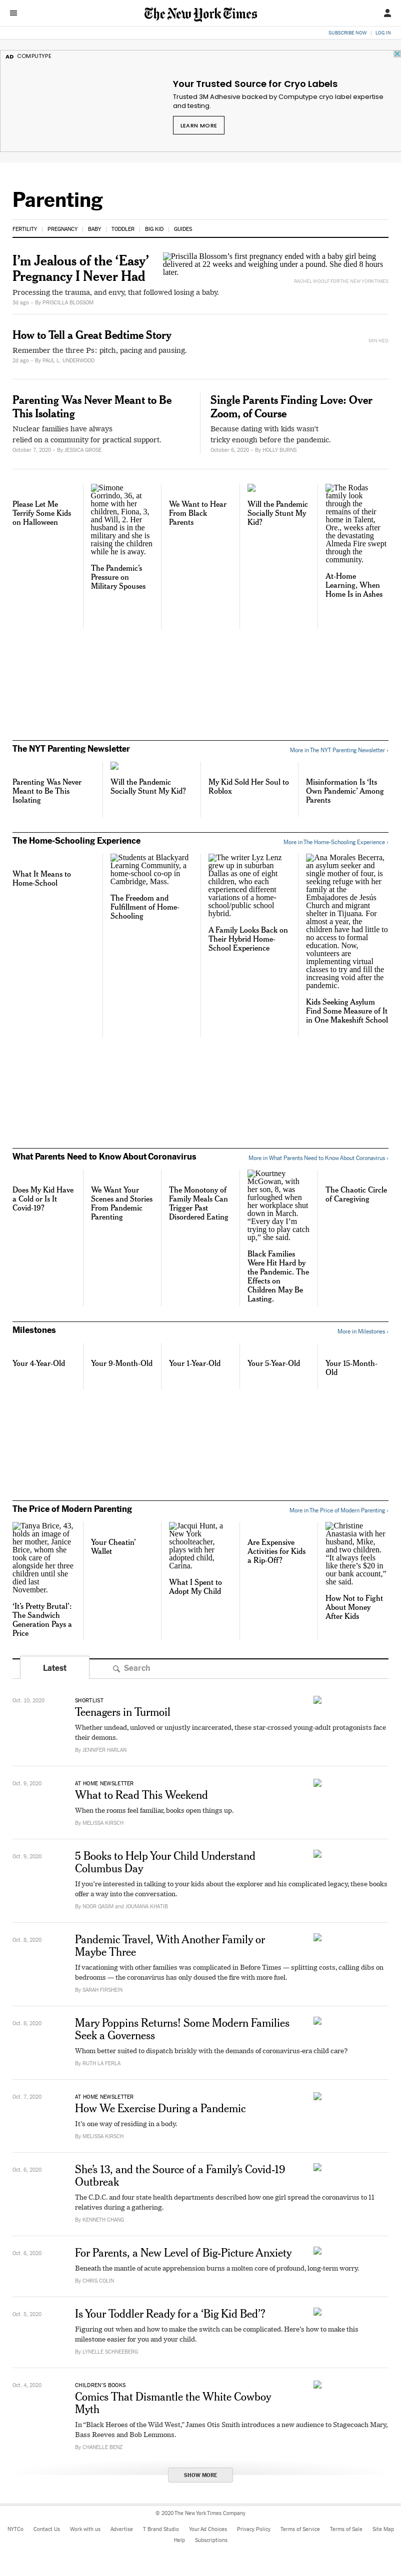 The New York Times
SUBSCRIBE NOW | LOG IN
AD COMPUTYPE
Your Trusted Source for Cryo Labels
Trusted 3M Adhesive backed by Computype cryo label expertise
and testing.
LEARN MORE
Parenting
FERTILITY PREGNANCY BABY TODDLER BIG KID GUIDES
I’m Jealous of the ‘Easy’
Pregnancy I Never Had
Processing the trauma, and envy, that followed losing a baby.
3d ago – By PRISCILLA BLOSSOM
Priscilla Blossom’s first pregnancy ended with a baby girl being
delivered at 22 weeks and weighing under a pound. She died 8 hours
later.
RACHEL WOOLF FOR THE NEW YORK TIMES
How to Tell a Great Bedtime Story
Remember the three Ps: pitch, pacing and pausing.
2d ago – By PAUL L. UNDERWOOD
Parenting Was Never Meant to Be
This Isolating
Nuclear families have always
relied on a community for practical support.
October 7, 2020 – By JESSICA GROSE
Single Parents Finding Love: Over
Zoom, of Course
Because dating with kids wasn't
tricky enough before the pandemic.
October 6, 2020 – By HOLLY BURNS
Please Let Me
Terrify Some Kids
on Halloween
Simone
Gorrindo, 36, at
home with her
children, Fiona, 3,
and Will, 2. Her
husband is in the
military and she is
raising the children
while he is away.
The Pandemic’s
Pressure on
Military Spouses
We Want to Hear
From Black
Parents
Will the Pandemic
Socially Stunt My
Kid?
The Rodas
family look
through the
remains of their
home in Talent,
Ore., weeks after
the devastating
Almeda Fire swept
through the
community.
At-Home
Learning, When
Home Is in Ashes
The NYT Parenting Newsletter
More in The NYT Parenting Newsletter ›
Parenting Was Never
Meant to Be This
Isolating
Will the Pandemic
Socially Stunt My Kid?
My Kid Sold Her Soul to
Roblox
Misinformation Is ‘Its
Own Pandemic’ Among
Parents
The Home-Schooling Experience
More in The Home-Schooling Experience ›
What It Means to
Home-School
Students at Blackyard
Learning Community, a
home-school co-op in
Cambridge, Mass.
The Freedom and
Fulfillment of Home-
Schooling
The writer Lyz Lenz
grew up in suburban
Dallas as one of eight
children, who each
experienced different
variations of a home-
school/public school
hybrid.
A Family Looks Back on
Their Hybrid Home-
School Experience
Ana Morales Becerra,
an asylum seeker and
single mother of four, is
seeking refuge with her
family at the
Embajadores de Jesús
Church and migrant
shelter in Tijuana. For
almost a year, the
children have had little to
no access to formal
education. Now,
volunteers are
implementing virtual
classes to try and fill the
increasing void after the
pandemic.
Kids Seeking Asylum
Find Some Measure of It
in One Makeshift School
What Parents Need to Know About Coronavirus
More in What Parents Need to Know About Coronavirus ›
Does My Kid Have
a Cold or Is It
Covid-19?
We Want Your
Scenes and Stories
From Pandemic
Parenting
The Monotony of
Family Meals Can
Trigger Past
Disordered Eating
Kourtney
McGowan, with
her son, 8, was
furloughed when
her workplace shut
down in March.
“Every day I’m
trying to play catch
up,” she said.
Black Families
Were Hit Hard by
the Pandemic. The
Effects on
Children May Be
Lasting.
The Chaotic Circle
of Caregiving
Milestones
More in Milestones ›
Your 4-Year-Old
Your 9-Month-Old
Your 1-Year-Old
Your 5-Year-Old
Your 15-Month-
Old
The Price of Modern Parenting
More in The Price of Modern Parenting ›
Tanya Brice, 43,
holds an image of
her mother, Janice
Brice, whom she
took care of
alongside her three
children until she
died last
November.
‘It’s Pretty Brutal’:
The Sandwich
Generation Pays a
Price
Your Cheatin’
Wallet
Jacqui Hunt, a
New York
schoolteacher,
plays with her
adopted child,
Carina.
What I Spent to
Adopt My Child
Are Expensive
Activities for Kids
a Rip-Off?
Christine
Anastasia with her
husband, Mike,
and two children.
“It always feels
like there’s $20 in
our bank account,”
she said.
How Not to Fight
About Money
After Kids
Latest
Search
Oct. 10, 2020
SHORTLIST
Teenagers in Turmoil
Whether undead, unloved or unjustly incarcerated, these star-crossed young-adult protagonists face
their demons.
By JENNIFER HARLAN
Oct. 9, 2020
AT HOME NEWSLETTER
What to Read This Weekend
When the rooms feel familiar, books open things up.
By MELISSA KIRSCH
Oct. 9, 2020
5 Books to Help Your Child Understand
Columbus Day
If you’re interested in talking to your kids about the explorer and his complicated legacy, these books
offer a way into the conversation.
By NOOR QASIM and JOUMANA KHATIB
Oct. 8, 2020
Pandemic Travel, With Another Family or
Maybe Three
If vacationing with other families was complicated in Before Times — splitting costs, calling dibs on
bedrooms — the coronavirus has only doused the fire with more fuel.
By SARAH FIRSHEIN
Oct. 8, 2020
Mary Poppins Returns! Some Modern Families
Seek a Governess
Whom better suited to dispatch briskly with the demands of coronavirus-era child care?
By RUTH LA FERLA
Oct. 7, 2020
AT HOME NEWSLETTER
How We Exercise During a Pandemic
It’s one way of residing in a body.
By MELISSA KIRSCH
Oct. 6, 2020
She’s 13, and the Source of a Family’s Covid-19
Outbreak
The C.D.C. and four state health departments described how one girl spread the coronavirus to 11
relatives during a gathering.
By KENNETH CHANG
Oct. 6, 2020
For Parents, a New Level of Big-Picture Anxiety
Beneath the mantle of acute apprehension burns a molten core of profound, long-term worry.
By CHRIS COLIN
Oct. 5, 2020
Is Your Toddler Ready for a ‘Big Kid Bed’?
Figuring out when and how to make the switch can be complicated. Here’s how to make this
milestone easier for you and your child.
By LYNELLE SCHNEEBERG
Oct. 4, 2020
CHILDREN’S BOOKS
Comics That Dismantle the White Cowboy
Myth
In “Black Heroes of the Wild West,” James Otis Smith introduces a new audience to Stagecoach Mary,
Bass Reeves and Bob Lemmons.
By CHANELLE BENZ
SHOW MORE
© 2020 The New York Times Company
NYTCo Contact Us Work with us Advertise T Brand Studio Your Ad Choices Privacy Policy Terms of Service Terms of Sale Site Map
Help Subscriptions